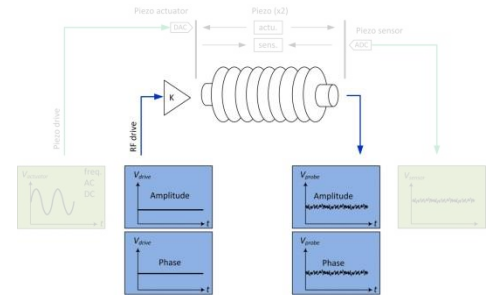 Piezo actuator
Piezo (x2)
DAC
actu.
sens.
Piezo sensor
ADC
Piezo drive
RF drive
K
Vactuator
freq
AC
DC
t
Vdrive
Amplitude
t
Vprobe
Amplitude
t
t
Vdrive
Phase
t
Vprobe
Phase
t